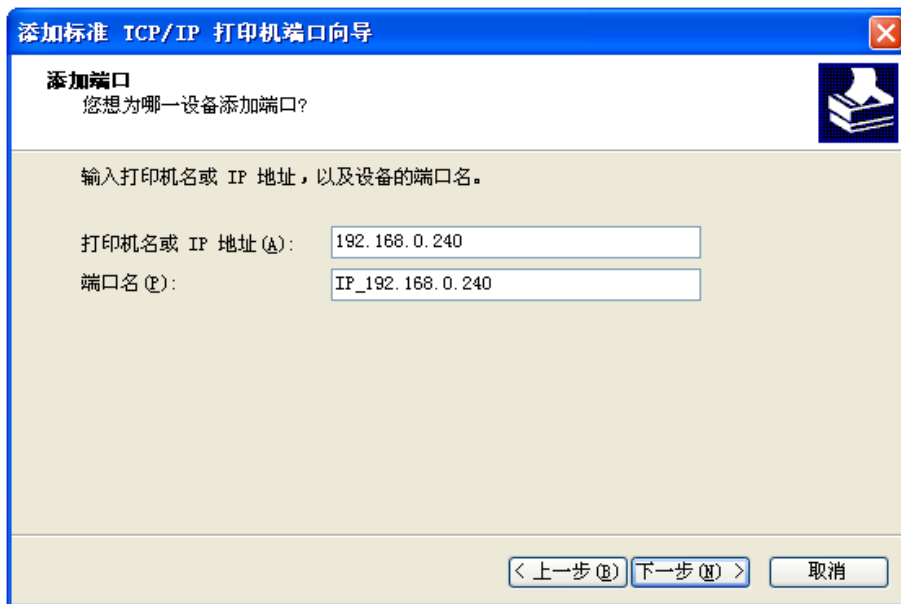 添加标准 TCP/IP 打印机端口向导
添加端口
您想为哪一设备添加端口?
输入打印机名或 IP 地址，以及设备的端口名。
打印机名或 IP 地址(A): 192.168.0.240
端口名(P): IP_192.168.0.240
< 上一步(B) 下一步(N) > 取消